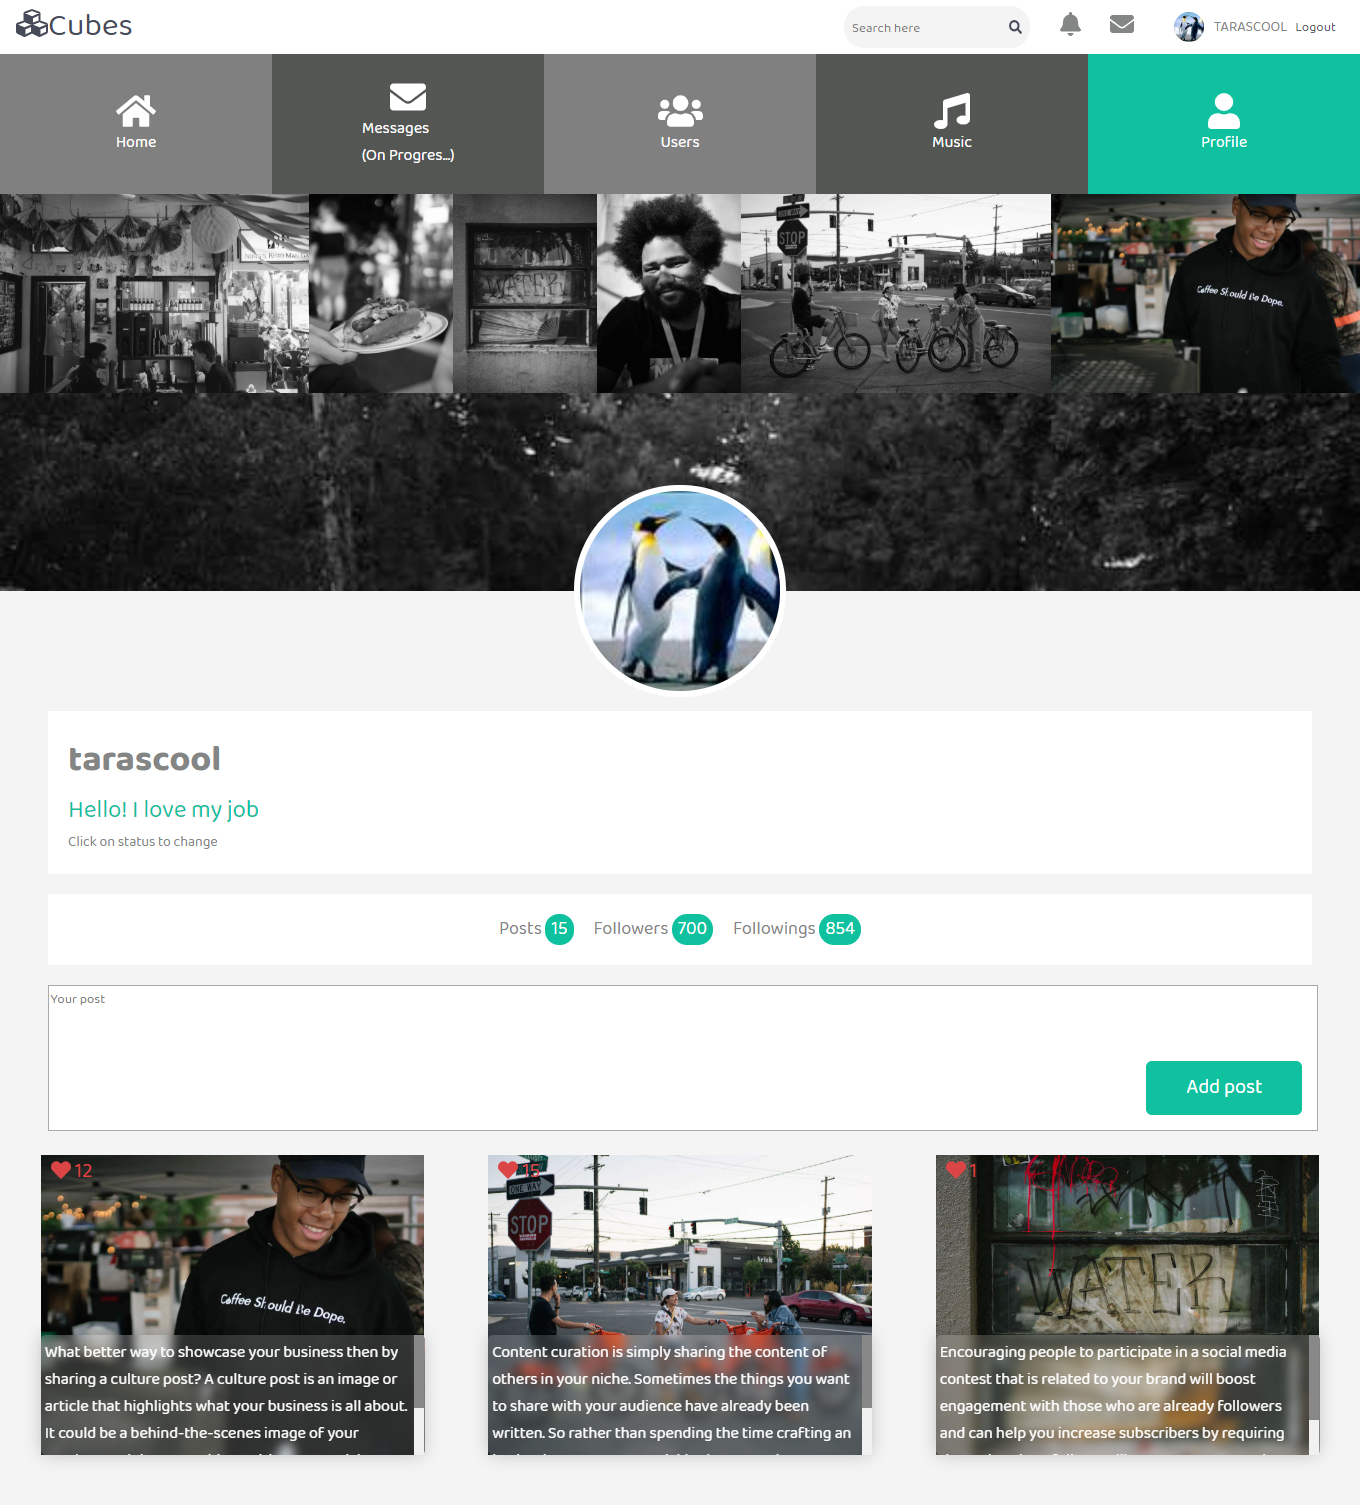 Cubes
Search here
TARASCOOL Logout
Home
Messages
(On Progres...)
Users
Music
Profile
STOP
WATER
Coffee Should Be Dope.
tarascool
Hello! I love my job
Click on status to change
Posts 15 Followers 700 Followings 854
Your post
Add post
12
Coffee Should Be Dope.
What better way to showcase your business then by
sharing a culture post? A culture post is an image or
article that highlights what your business is all about.
It could be a behind-the-scenes image of your
15
ONE WAY
STOP
Content curation is simply sharing the content of
others in your niche. Sometimes the things you want
to share with your audience have already been
written. So rather than spending the time crafting an
1
WATER
Encouraging people to participate in a social media
contest that is related to your brand will boost
engagement with those who are already followers
and can help you increase subscribers by requiring